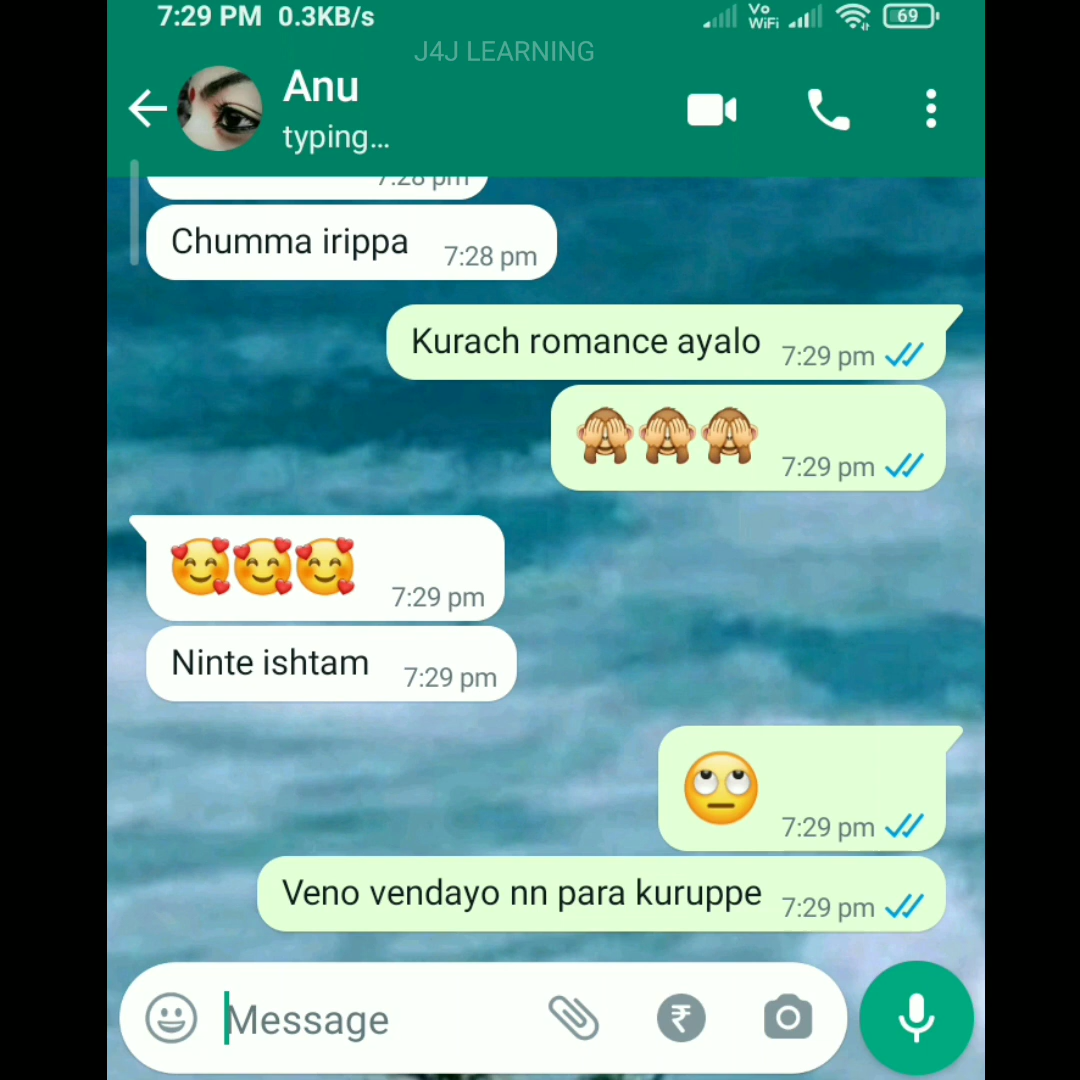 7:29 PM 0.3KB/s
Vo
WiFi
69
J4J LEARNING
Anu
typing...
7:28 pm
Chumma irippa 7:28 pm
Kurach romance ayalo 7:29 pm
🙈🙈🙈 7:29 pm
🥰🥰🥰 7:29 pm
Ninte ishtam 7:29 pm
🙄 7:29 pm
Veno vendayo nn para kuruppe 7:29 pm
Message